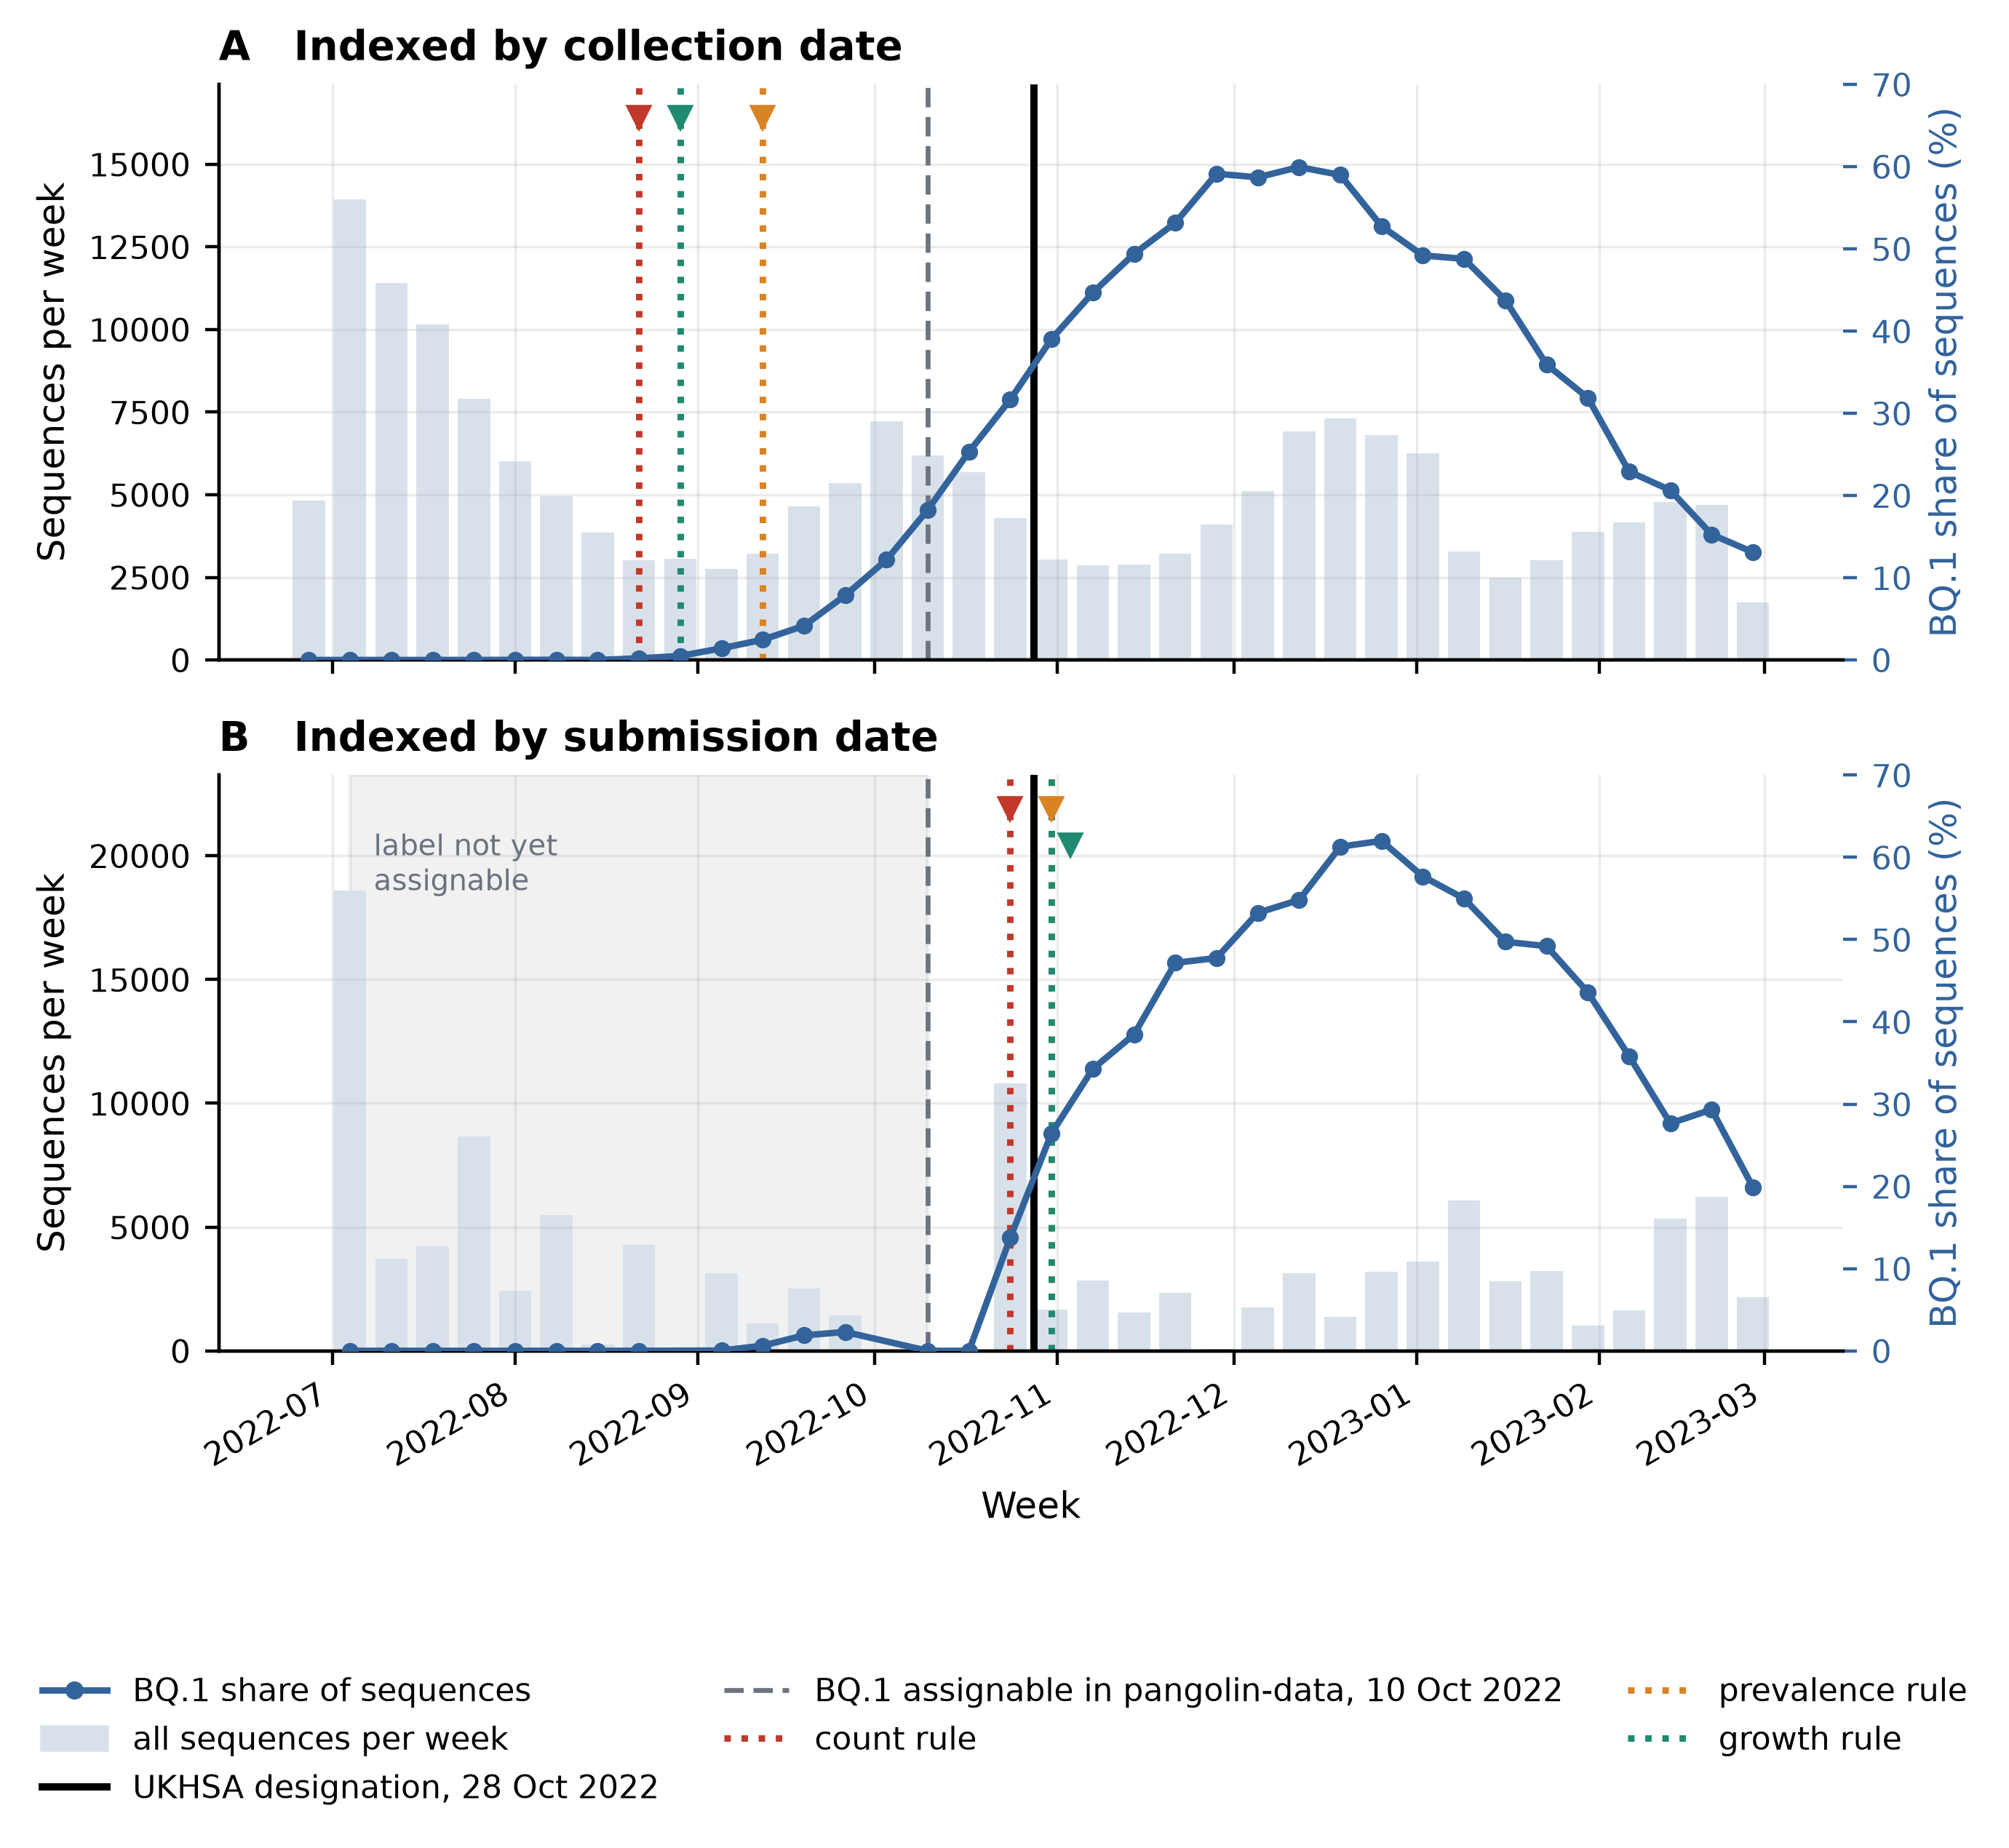 A Indexed by collection date
Sequences per week
15000
12500
10000
7500
5000
2500
0
70
60
50
40
30
20
10
0
BQ.1 share of sequences (%)
B Indexed by submission date
Sequences per week
20000
15000
10000
5000
0
label not yet
assignable
70
60
50
40
30
20
10
0
BQ.1 share of sequences (%)
2022-07
2022-08
2022-09
2022-10
2022-11
2022-12
2023-01
2023-02
2023-03
Week
BQ.1 share of sequences
all sequences per week
UKHSA designation, 28 Oct 2022
BQ.1 assignable in pangolin-data, 10 Oct 2022
count rule
prevalence rule
growth rule